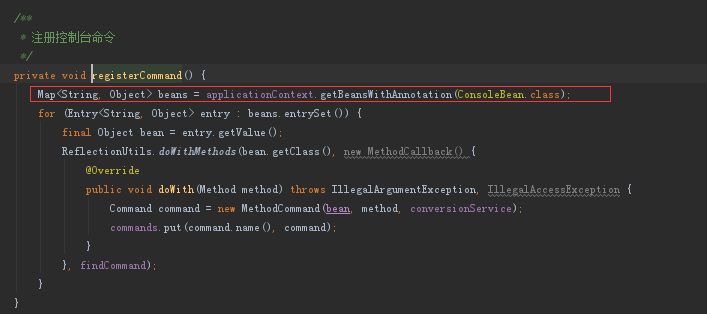 /**
 * 注册控制台命令
 */
private void registerCommand() {
    Map<String, Object> beans = applicationContext.getBeansWithAnnotation(ConsoleBean.class);
    for (Entry<String, Object> entry : beans.entrySet()) {
        final Object bean = entry.getValue();
        ReflectionUtils.doWithMethods(bean.getClass(), new MethodCallback() {
            @Override
            public void doWith(Method method) throws IllegalArgumentException, IllegalAccessException {
                Command command = new MethodCommand(bean, method, conversionService);
                commands.put(command.name(), command);
            }
        }, findCommand);
    }
}